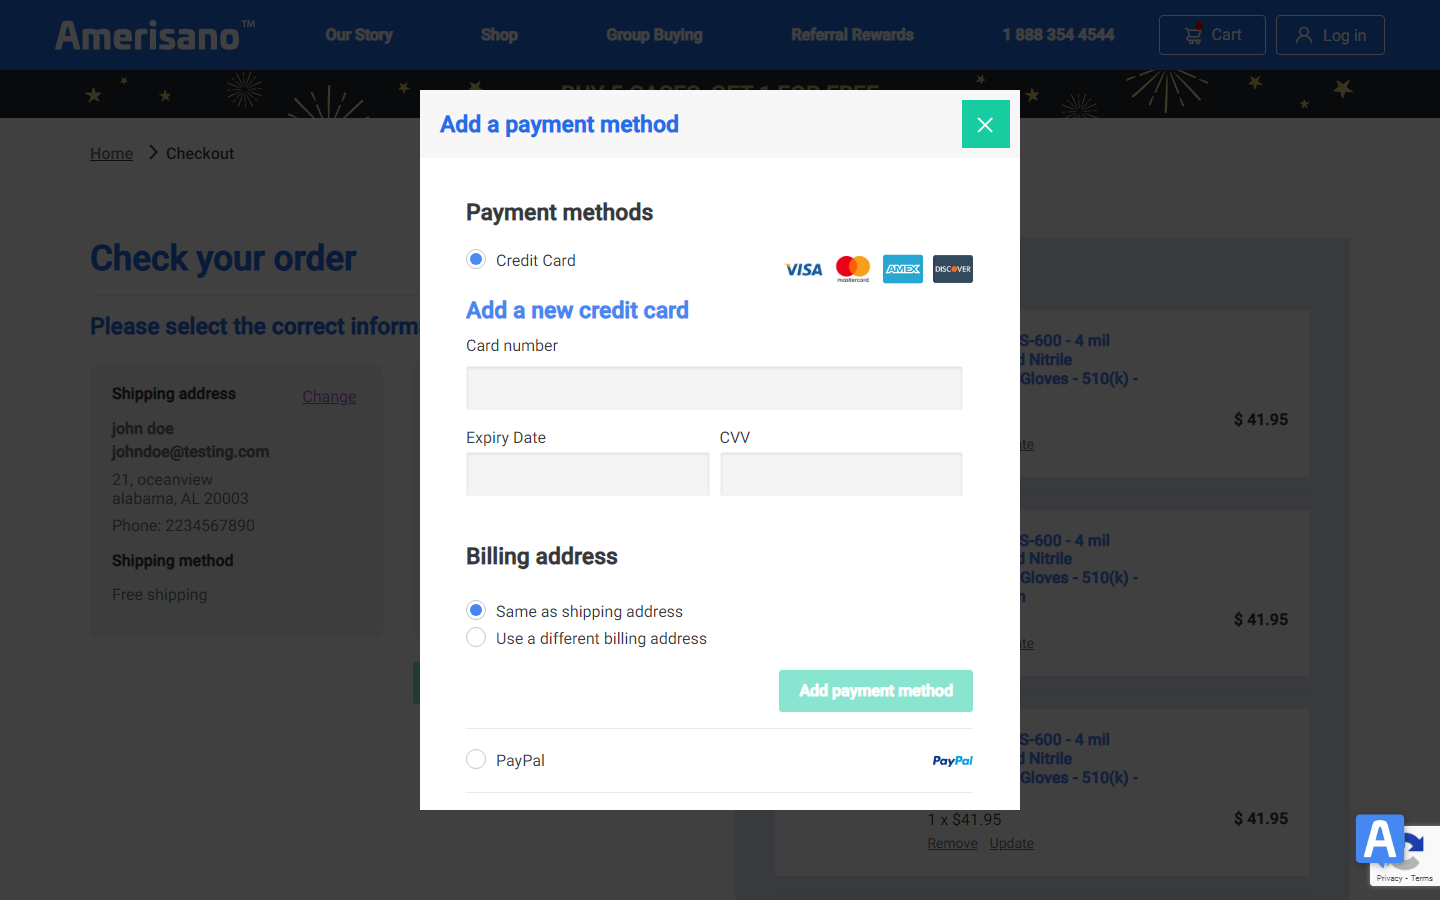 Amerisano™
Our Story
Shop
Group Buying
Referral Rewards
1 888 354 4544
Cart
Log in
BUY 5 CASES, GET 1 FOR FREE
Home
Checkout
Check your order
Please select the correct inform
Shipping address
Change
john doe
johndoe@testing.com
21, oceanview
alabama, AL 20003
Phone: 2234567890
Shipping method
Free shipping
Add a payment method
Payment methods
Credit Card
VISA
mastercard
AMEX
DISCOVER
Add a new credit card
Card number
Expiry Date
CVV
Billing address
Same as shipping address
Use a different billing address
Add payment method
PayPal
PayPal
S-600 - 4 mil
d Nitrile
Gloves - 510(k) -
$ 41.95
te
S-600 - 4 mil
d Nitrile
Gloves - 510(k) -
$ 41.95
te
S-600 - 4 mil
d Nitrile
Gloves - 510(k) -
1 x $41.95
$ 41.95
Remove
Update
A
Privacy - Terms